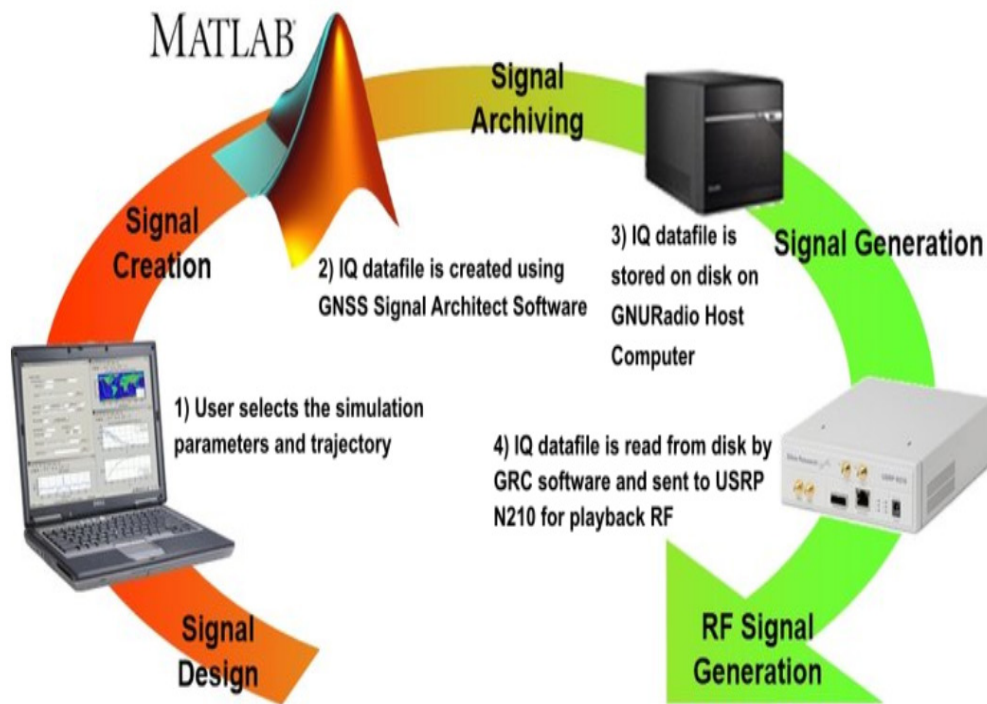 MATLAB®
Signal
Archiving
Signal
Creation
2) IQ datafile is created using
GNSS Signal Architect Software
3) IQ datafile is
stored on disk on
GNURadio Host
Computer
Signal Generation
1) User selects the simulation
parameters and trajectory
4) IQ datafile is read from disk by
GRC software and sent to USRP
N210 for playback RF
Signal
Design
RF Signal
Generation